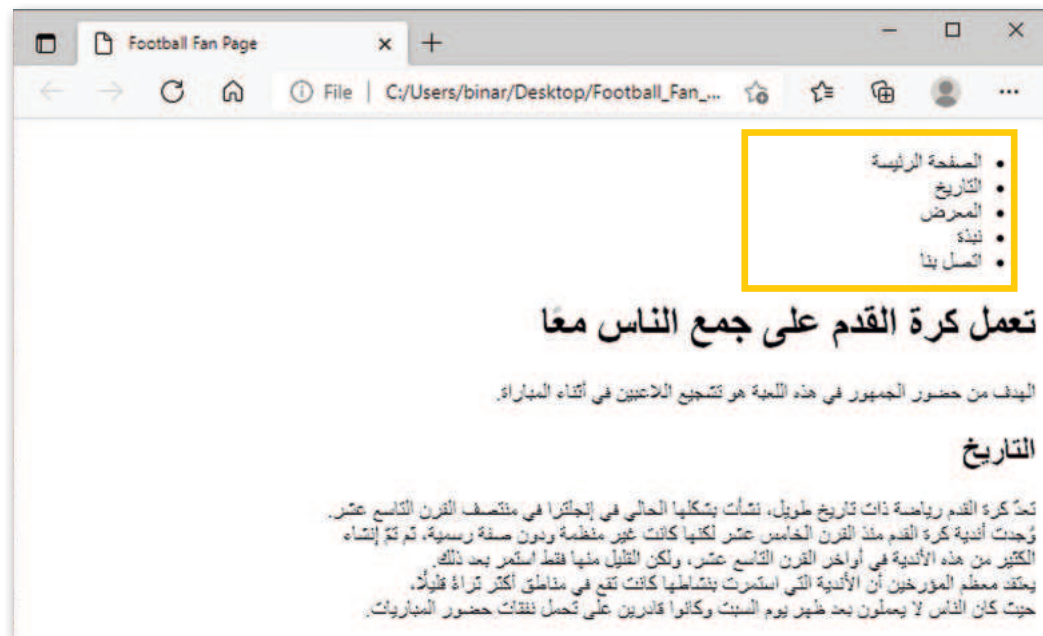 Football Fan Page
File | C:/Users/binar/Desktop/Football_Fan_...
• الصفحة الرئيسة
• التاريخ
• المعرض
• نبذة
• اتصل بنا
تعمل كرة القدم على جمع الناس معًا
الهدف من حضور الجمهور في هذه اللعبة هو تشجيع اللاعبين في أثناء المباراة.
التاريخ
تعدّ كرة القدم رياضة ذات تاريخ طويل، نشأت بشكلها الحالي في إنجلترا في منتصف القرن التاسع عشر.
وُجدت أندية كرة القدم منذ القرن الخامس عشر لكنها كانت غير منظمة ودون صفة رسمية، ثم تمّ إنشاء
الكثير من هذه الأندية في أواخر القرن التاسع عشر، ولكن القليل منها فقط استمر بعد ذلك.
يعتقد معظم المؤرخين أن الأندية التي استمرت بنشاطها كانت تقع في مناطق أكثر ثراءً قليلًا،
حيث كان الناس لا يعملون بعد ظهر يوم السبت وكانوا قادرين على تحمل نفقات حضور المباريات.